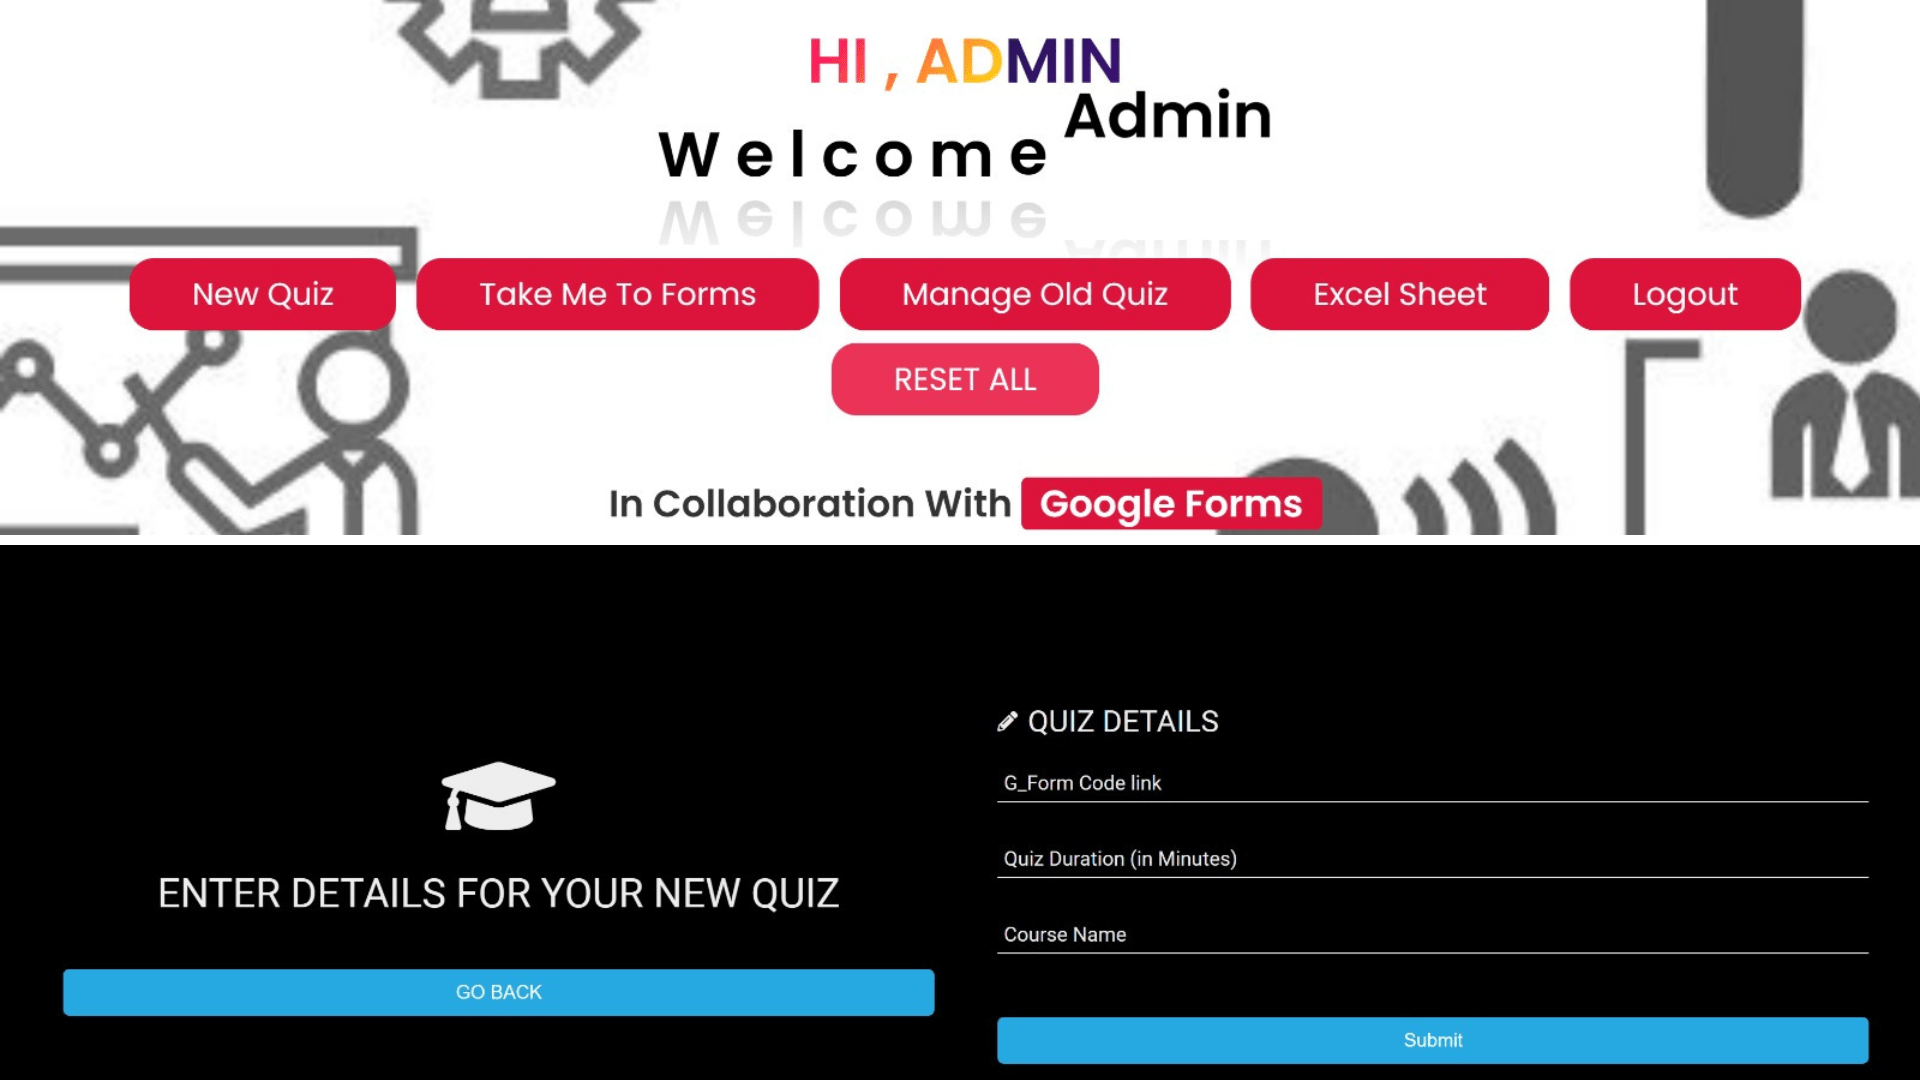 HI , ADMIN
Welcome Admin
New Quiz Take Me To Forms Manage Old Quiz Excel Sheet Logout
RESET ALL
In Collaboration With Google Forms
ENTER DETAILS FOR YOUR NEW QUIZ
GO BACK
QUIZ DETAILS
G_Form Code link
Quiz Duration (in Minutes)
Course Name
Submit